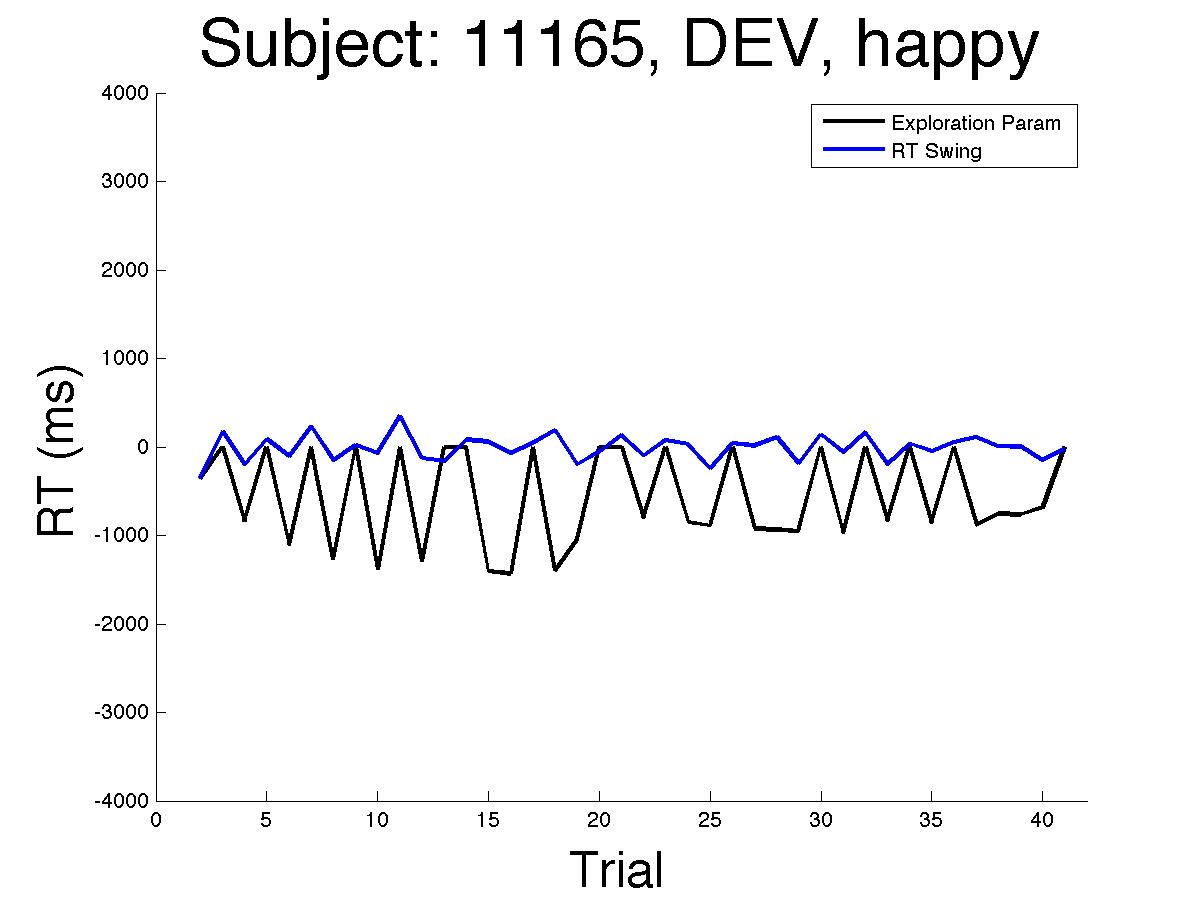 Subject: 11165, DEV, happy
Exploration Param
RT Swing
4000
3000
2000
1000
0
-1000
-2000
-3000
-4000
RT (ms)
0 5 10 15 20 25 30 35 40
Trial